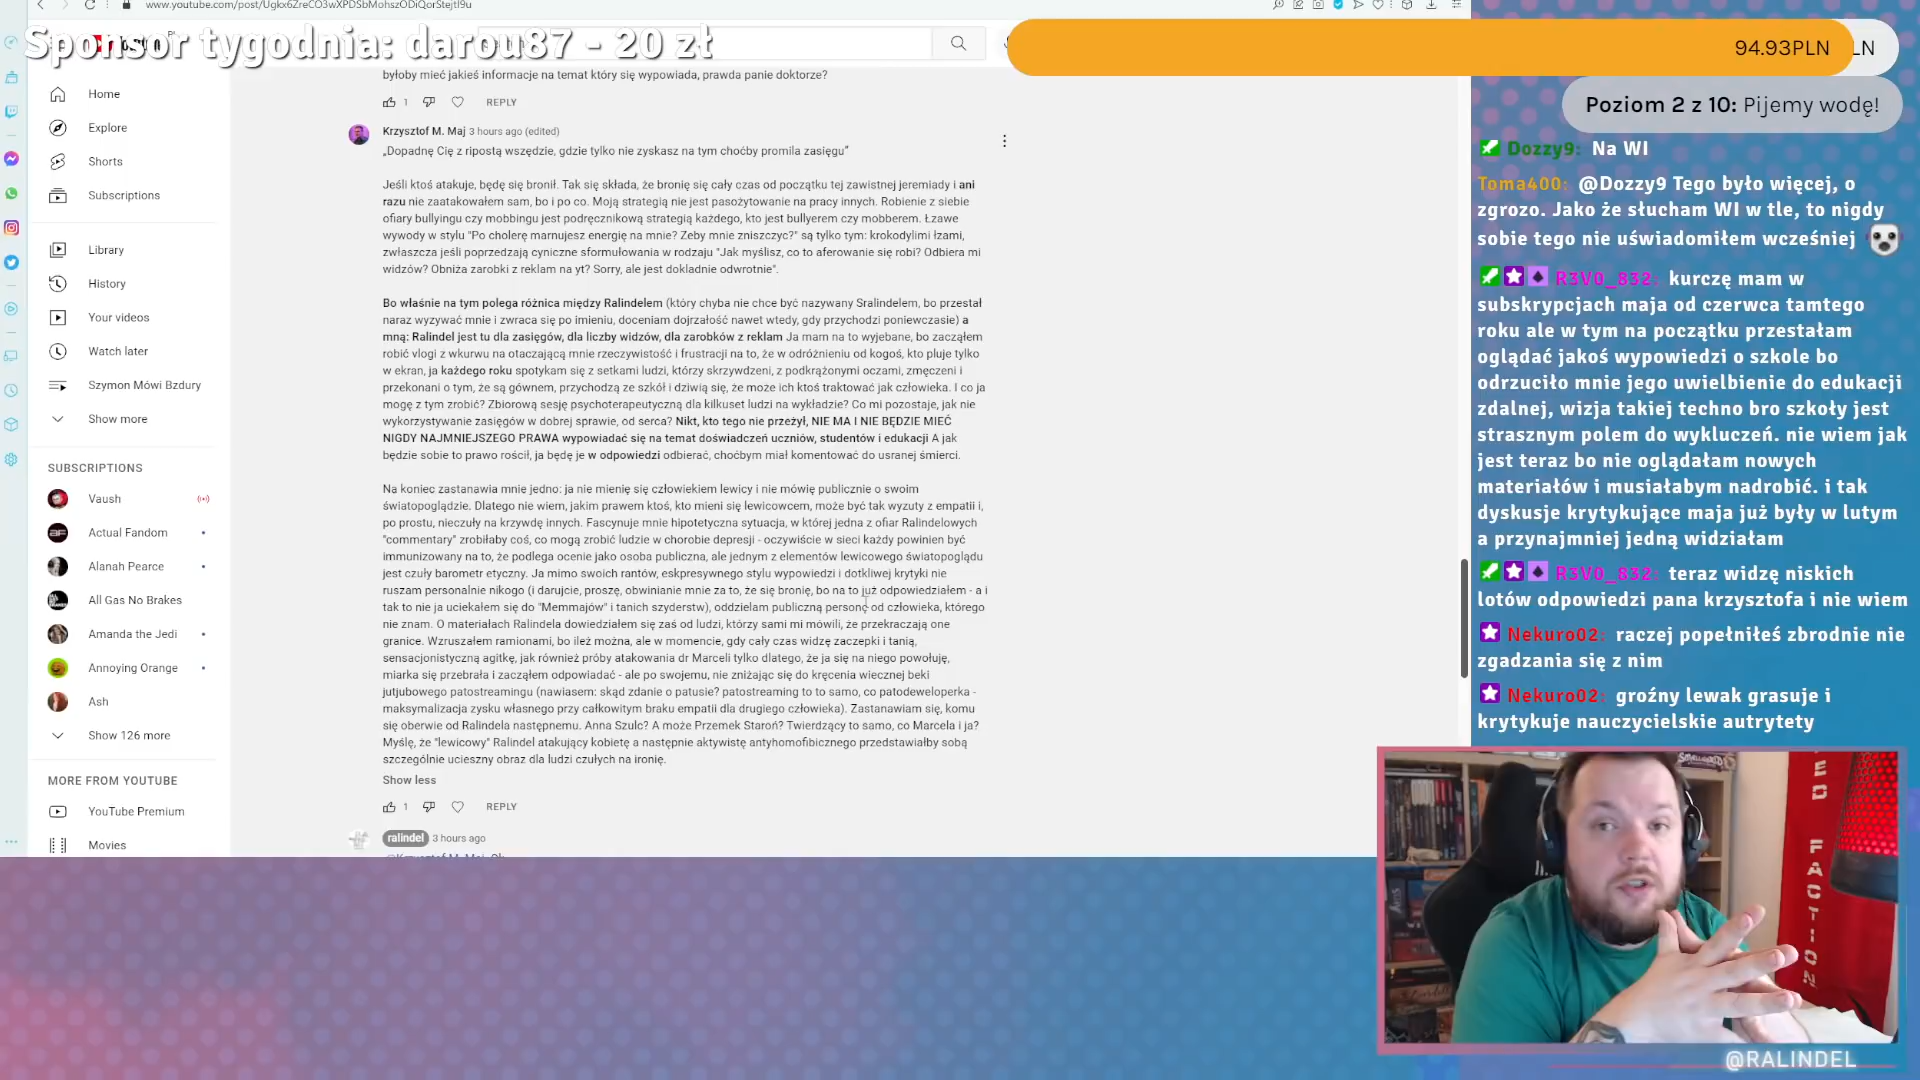 www.youtube.com/post/Ugkx6ZreCO3wXPDSbMohszODiQorStejtI9u
Sponsor tygodnia: darou87 - 20 zł
94.93PLN
LN
Poziom 2 z 10: Pijemy wodę!
Home
Explore
Shorts
Subscriptions
Library
History
Your videos
Watch later
Szymon Mówi Bzdury
Show more
SUBSCRIPTIONS
Vaush
Actual Fandom
Alanah Pearce
All Gas No Brakes
Amanda the Jedi
Annoying Orange
Ash
Show 126 more
MORE FROM YOUTUBE
YouTube Premium
Movies
byłoby mieć jakieś informacje na temat który się wypowiada, prawda panie doktorze?
1 REPLY
Krzysztof M. Maj 3 hours ago (edited)
„Dopadnę Cię z ripostą wszędzie, gdzie tylko nie zyskasz na tym choćby promila zasięgu”
Jeśli ktoś atakuje, będę się bronił. Tak się składa, że bronię się cały czas od początku tej zawistnej jeremiady i ani
razu nie zaatakowałem sam, bo i po co. Moją strategią nie jest pasożytowanie na pracy innych. Robienie z siebie
ofiary bullyingu czy mobbingu jest podręcznikową strategią każdego, kto jest bullyerem czy mobberem. Łzawe
wywody w stylu "Po cholerę marnujesz energię na mnie? Zeby mnie zniszczyc?" są tylko tym: krokodylimi łzami,
zwłaszcza jeśli poprzedzają cyniczne sformułowania w rodzaju "Jak myślisz, co to aferowanie się robi? Odbiera mi
widzów? Obniża zarobki z reklam na yt? Sorry, ale jest dokladnie odwrotnie".
Bo właśnie na tym polega różnica między Ralindelem (który chyba nie chce być nazywany Sralindelem, bo przestał
naraz wyzywać mnie i zwraca się po imieniu, doceniam dojrzałość nawet wtedy, gdy przychodzi poniewczasie) a
mną: Ralindel jest tu dla zasięgów, dla liczby widzów, dla zarobków z reklam Ja mam na to wyjebane, bo zacząłem
robić vlogi z wkurwu na otaczającą mnie rzeczywistość i frustracji na to, że w odróżnieniu od kogoś, kto pluje tylko
w ekran, ja każdego roku spotykam się z setkami ludzi, którzy skrzywdzeni, z podkrążonymi oczami, zmęczeni i
przekonani o tym, że są gównem, przychodzą ze szkół i dziwią się, że może ich ktoś traktować jak człowieka. I co ja
mogę z tym zrobić? Zbiorową sesję psychoterapeutyczną dla kilkuset ludzi na wykładzie? Co mi pozostaje, jak nie
wykorzystywanie zasięgów w dobrej sprawie, od serca? Nikt, kto tego nie przeżył, NIE MA I NIE BĘDZIE MIEĆ
NIGDY NAJMNIEJSZEGO PRAWA wypowiadać się na temat doświadczeń uczniów, studentów i edukacji A jak
będzie sobie to prawo rościł, ja będę je w odpowiedzi odbierać, choćbym miał komentować do usranej śmierci.
Na koniec zastanawia mnie jedno: ja nie mienię się człowiekiem lewicy i nie mówię publicznie o swoim
światopoglądzie. Dlatego nie wiem, jakim prawem ktoś, kto mieni się lewicowcem, może być tak wyzuty z empatii i,
po prostu, nieczuły na krzywdę innych. Fascynuje mnie hipotetyczna sytuacja, w której jedna z ofiar Ralindelowych
"commentary" zrobiłaby coś, co mogą zrobić ludzie w chorobie depresji - oczywiście w sieci każdy powinien być
immunizowany na to, że podlega ocenie jako osoba publiczna, ale jednym z elementów lewicowego światopoglądu
jest czuły barometr etyczny. Ja mimo swoich rantów, eskpresywnego stylu wypowiedzi i dotkliwej krytyki nie
ruszam personalnie nikogo (i darujcie, proszę, obwinianie mnie za to, że się bronię, bo na to już odpowiedziałem - a i
tak to nie ja uciekałem się do "Memmajów" i tanich szyderstw), oddzielam publiczną personę od człowieka, którego
nie znam. O materiałach Ralindela dowiedziałem się zaś od ludzi, którzy sami mi mówili, że przekraczają one
granice. Wzruszałem ramionami, bo ileż można, ale w momencie, gdy cały czas widzę zaczepki i tanią,
sensacjonistyczną agitkę, jak również próby atakowania dr Marceli tylko dlatego, że ja się na niego powołuję,
miarka się przebrała i zacząłem odpowiadać - ale po swojemu, nie zniżając się do kręcenia wiecznej beki
jutjubowego patostreamingu (nawiasem: skąd zdanie o patusie? patostreaming to to samo, co patodeweloperka -
maksymalizacja zysku własnego przy całkowitym braku empatii dla drugiego człowieka). Zastanawiam się, komu
się oberwie od Ralindela następnemu. Anna Szulc? A może Przemek Staroń? Twierdzący to samo, co Marcela i ja?
Myślę, że "lewicowy" Ralindel atakujący kobietę a następnie aktywistę antyhomofibicznego przedstawiałby sobą
szczególnie ucieszny obraz dla ludzi czułych na ironię.
Show less
1 REPLY
ralindel 3 hours ago
@Krzysztof M. Maj Ok
Dozzy9: Na WI
Toma400: @Dozzy9 Tego było więcej, o
zgrozo. Jako że słucham WI w tle, to nigdy
sobie tego nie uświadomiłem wcześniej
R3V0_832: kurczę mam w
subskrypcjach maja od czerwca tamtego
roku ale w tym na początku przestałam
oglądać jakoś wypowiedzi o szkole bo
odrzuciło mnie jego uwielbienie do edukacji
zdalnej, wizja takiej techno bro szkoły jest
strasznym polem do wykluczeń. nie wiem jak
jest teraz bo nie oglądałam nowych
materiałów i musiałabym nadrobić. i tak
dyskusje krytykujące maja już były w lutym
a przynajmniej jedną widziałam
R3V0_832: teraz widzę niskich
lotów odpowiedzi pana krzysztofa i nie wiem
Nekuro02: raczej popełniłeś zbrodnie nie
zgadzania się z nim
Nekuro02: groźny lewak grasuje i
krytykuje nauczycielskie autrytety
ED
FACTION
@RALINDEL